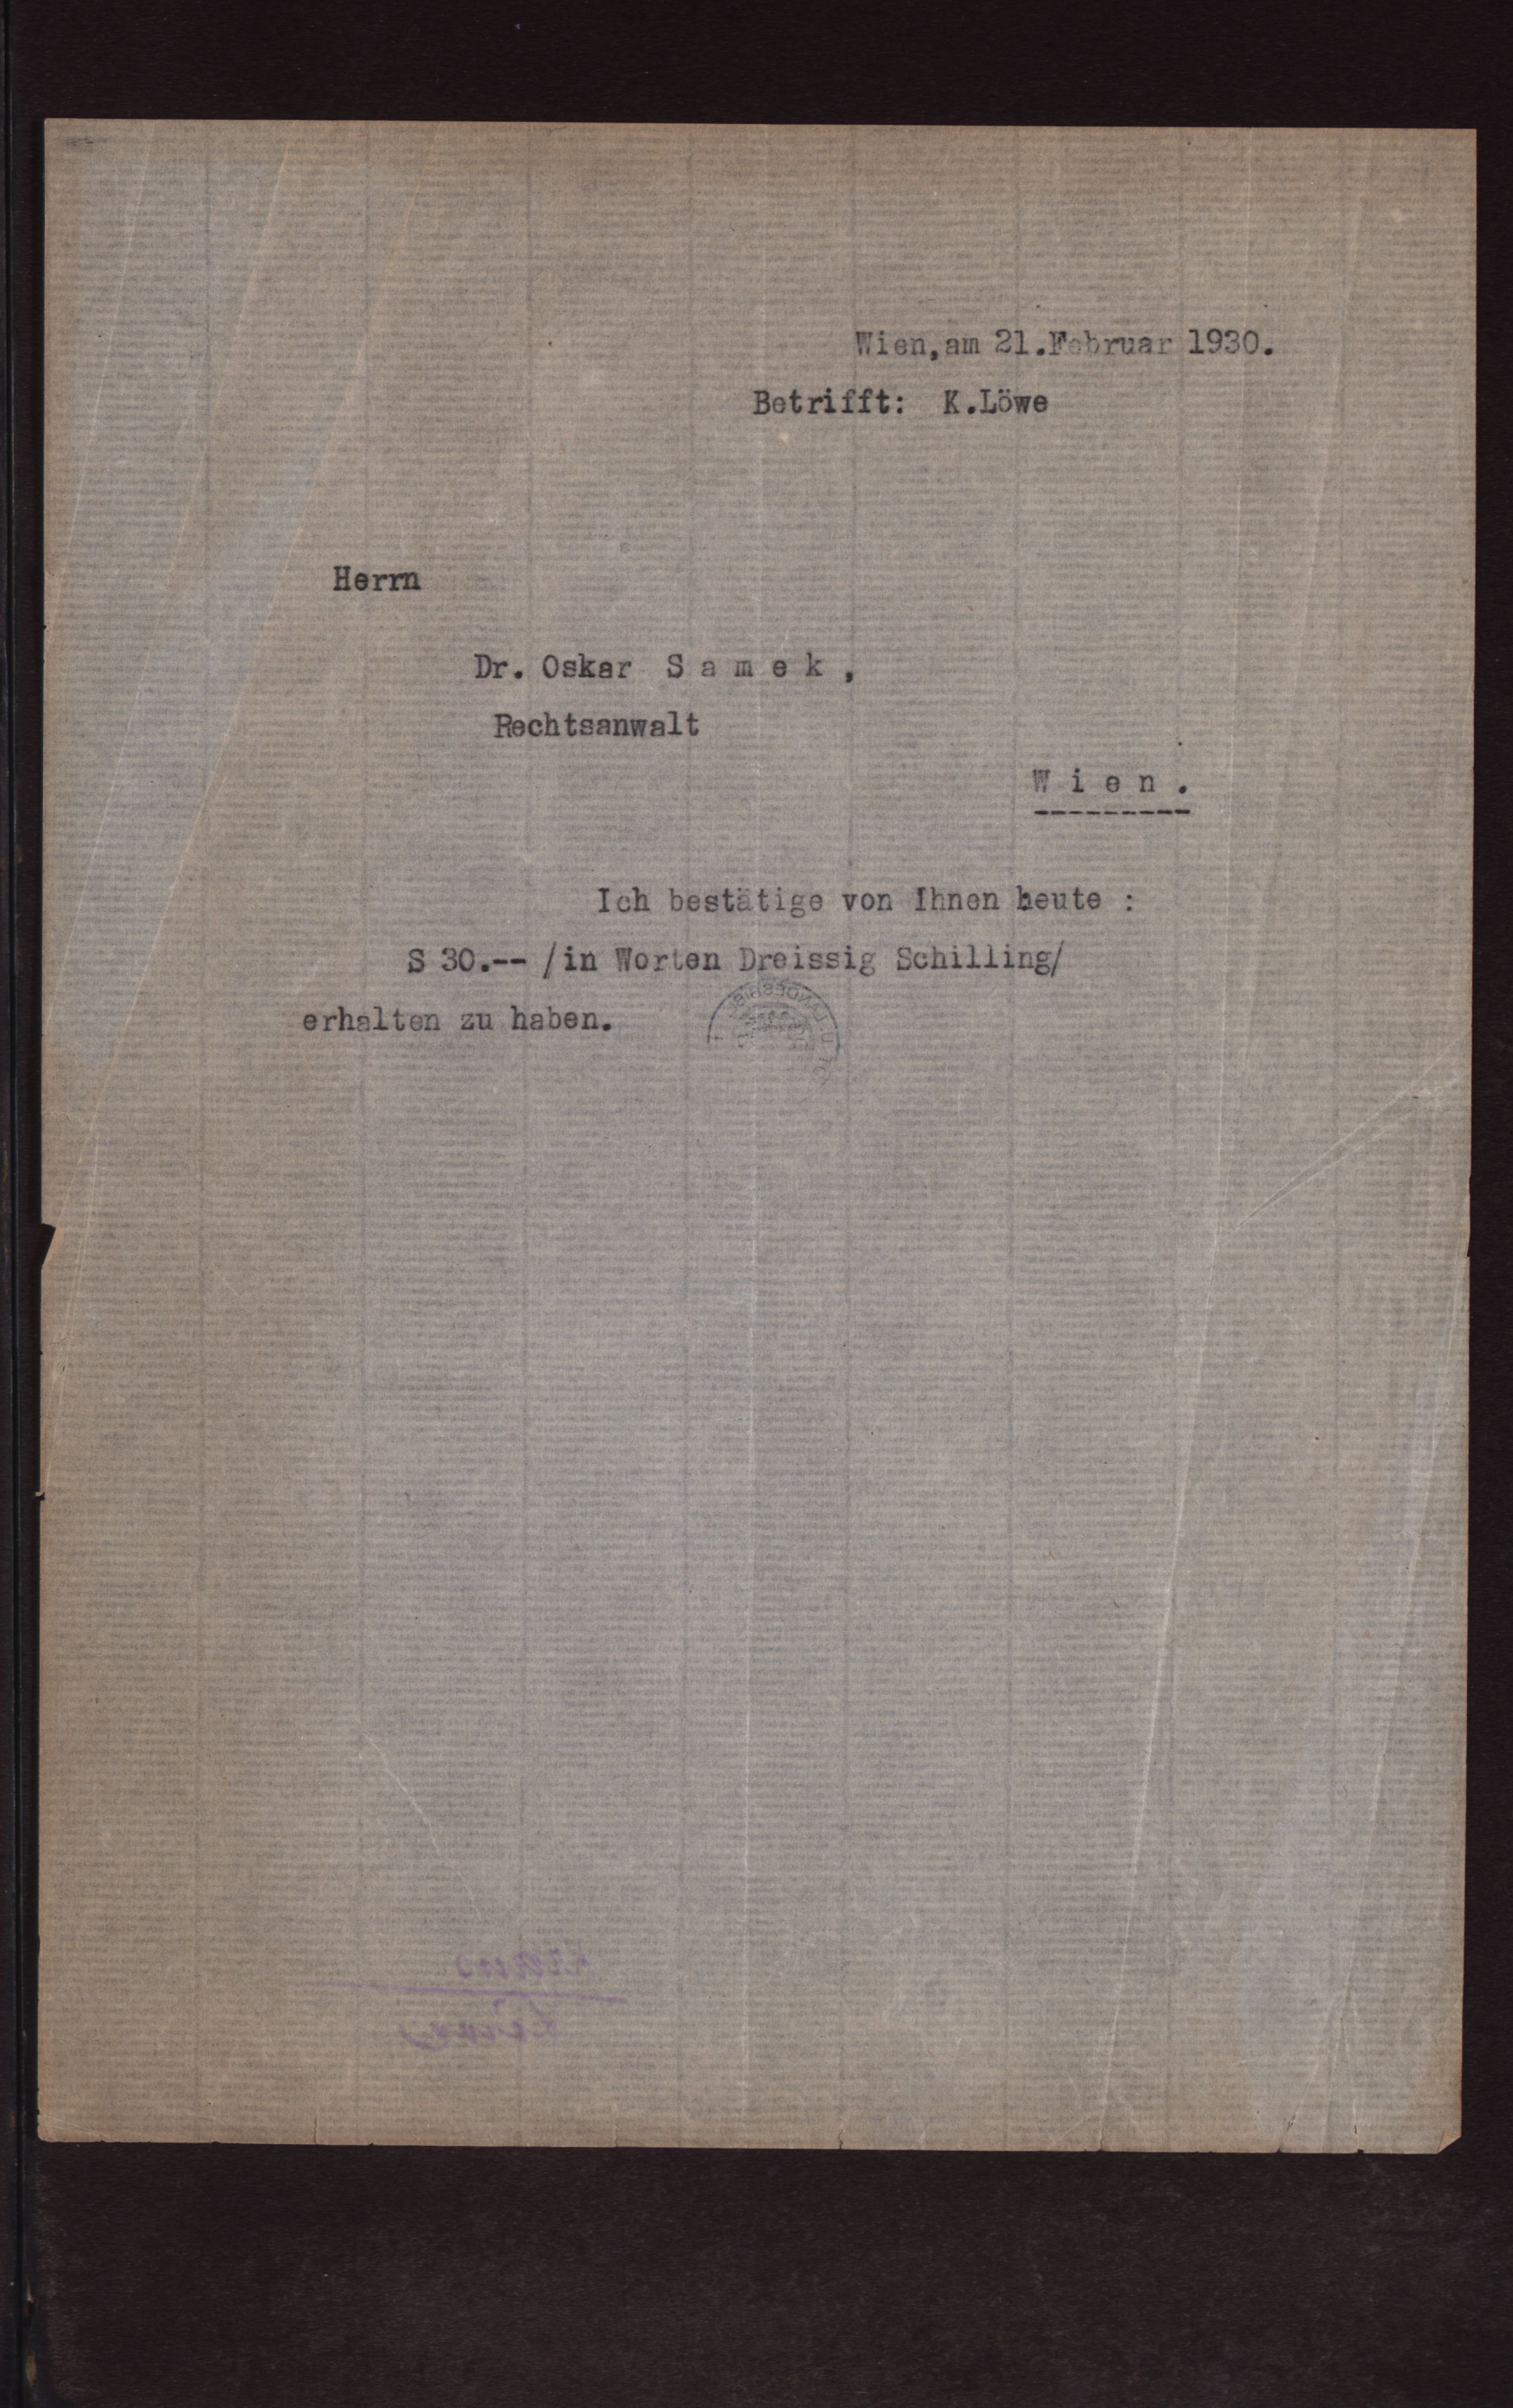 Wien,am 21.Februar 1930.
Betrifft: K.Löwe
Herrn
Dr. Oskar S a m e k ,
Rechtsanwalt
W i e n .
---------
Ich bestätige von Ihnen heute :
S 30.-- /in Worten Dreissig Schilling/
erhalten zu haben.